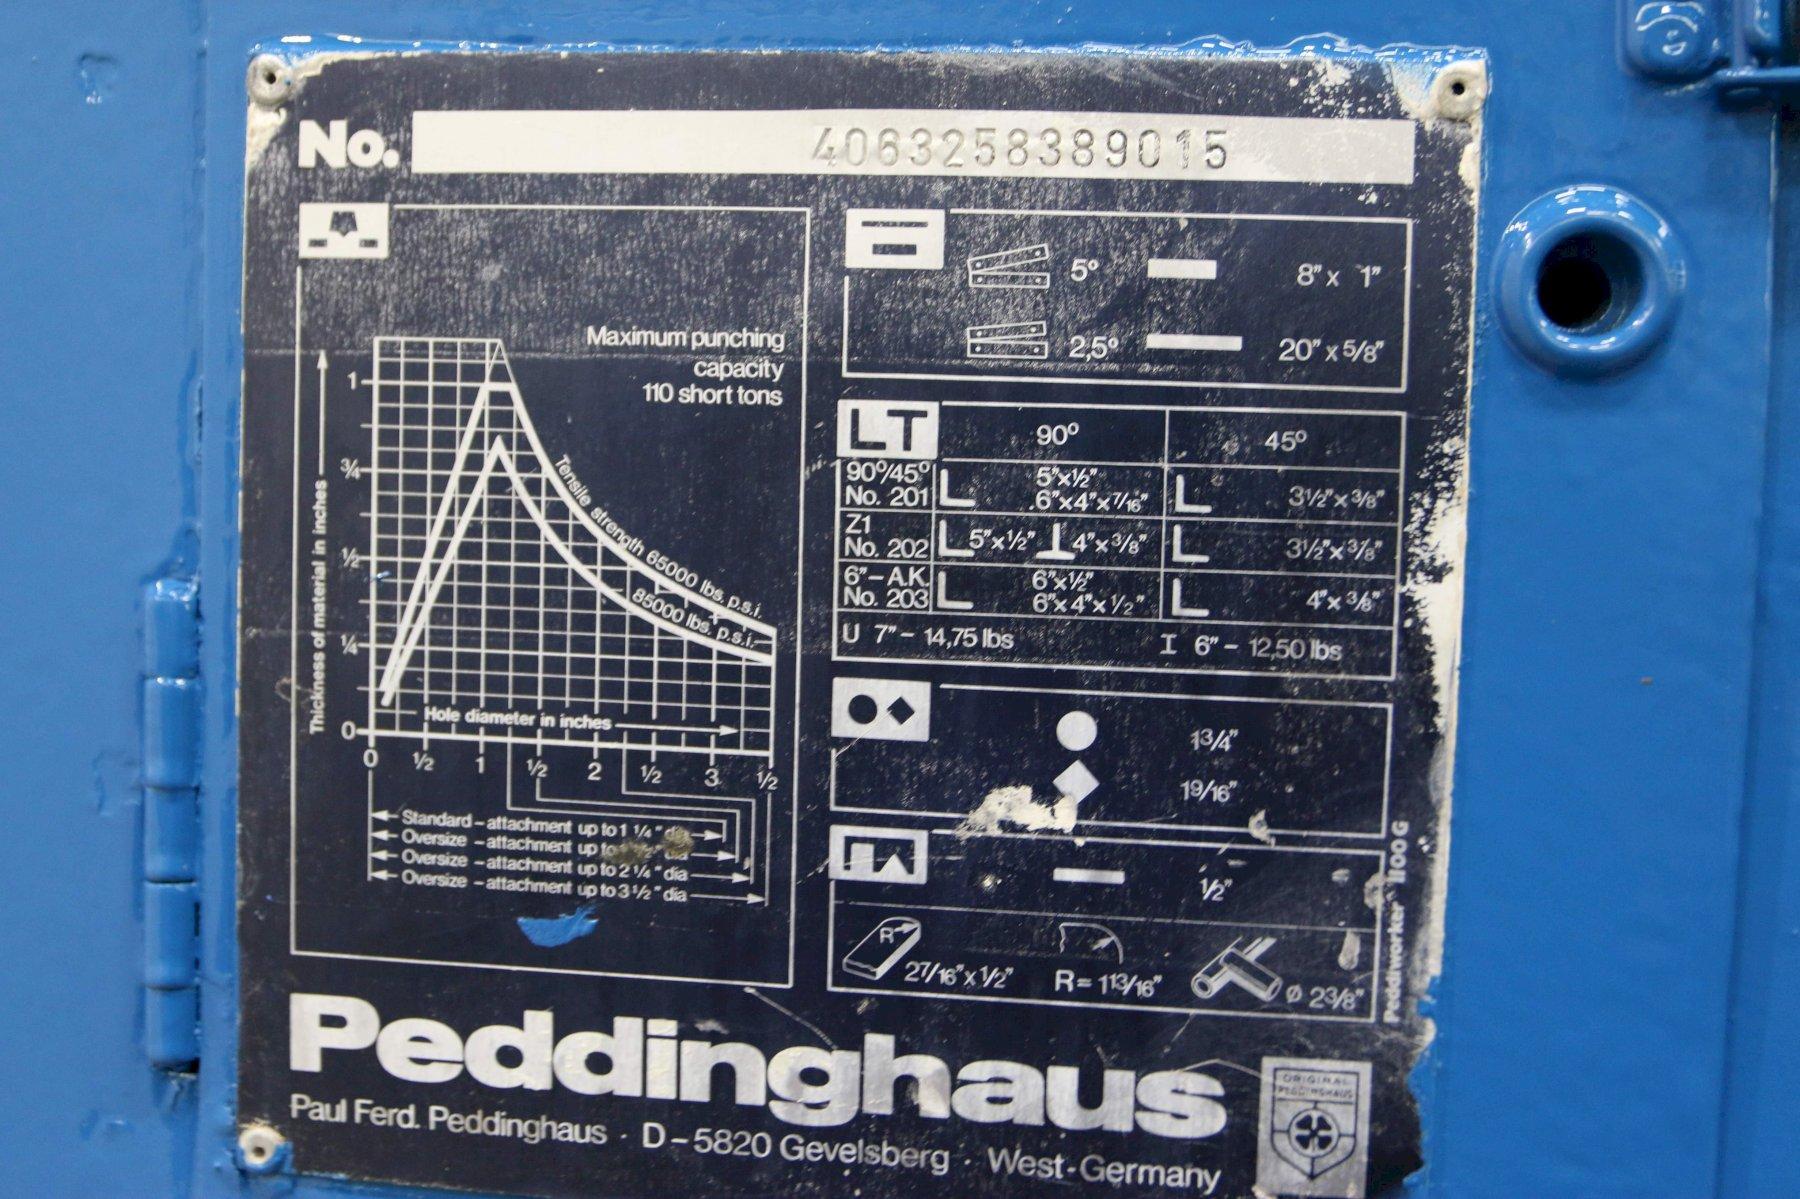 No. 4063258389015
Maximum punching
capacity
110 short tons
Thickness of material in inches
1
3/4
1/2
1/4
0
Tensile strength 65000 lbs. p.s.i.
85000 lbs. p.s.i.
Hole diameter in inches
0 1/2 1 1/2 2 1/2 3 1/2
Standard – attachment up to 1 1/4" dia
Oversize – attachment up to dia
Oversize – attachment up to 2 1/4" dia
Oversize – attachment up to 3 1/2" dia
5° 8" x 1"
2,5° 20" x 5/8"
LT 90° 45°
90°/45° No. 201
5"x1/2"
6"x4"x7/16"
3 1/2"x3/8"
Z1 No. 202
5"x1/2" 4"x3/8"
3 1/2"x3/8"
6"–A.K. No. 203
6"x1/2"
6"x4"x1/2"
4"x3/8"
U 7" – 14,75 lbs I 6" – 12,50 lbs
1 3/4"
1 9/16"
1/2"
R
2 7/16"x1/2" R = 1 13/16" Ø 2 3/8"
Peddiworker 1100 G
Peddinghaus
Paul Ferd. Peddinghaus · D – 5820 Gevelsberg · West-Germany
ORIGINAL
PEDDINGHAUS